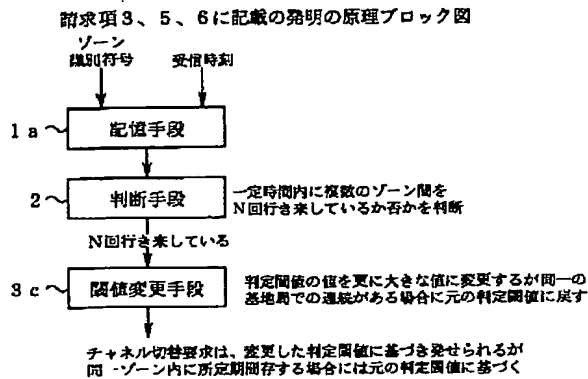 請求項3、5、6に記載の発明の原理ブロック図
ゾーン
識別符号
受信時刻
1a
記憶手段
2
判断手段
一定時間内に複数のゾーン間を
N回行き来しているか否かを判断
N回行き来している
3c
閾値変更手段
判定閾値の値を更に大きな値に変更するが同一の
基地局での連続がある場合に元の判定閾値に戻す
チャネル切替要求は、変更した判定閾値に基づき発せられるが
同一ゾーン内に所定期間存する場合には元の判定閾値に基づく